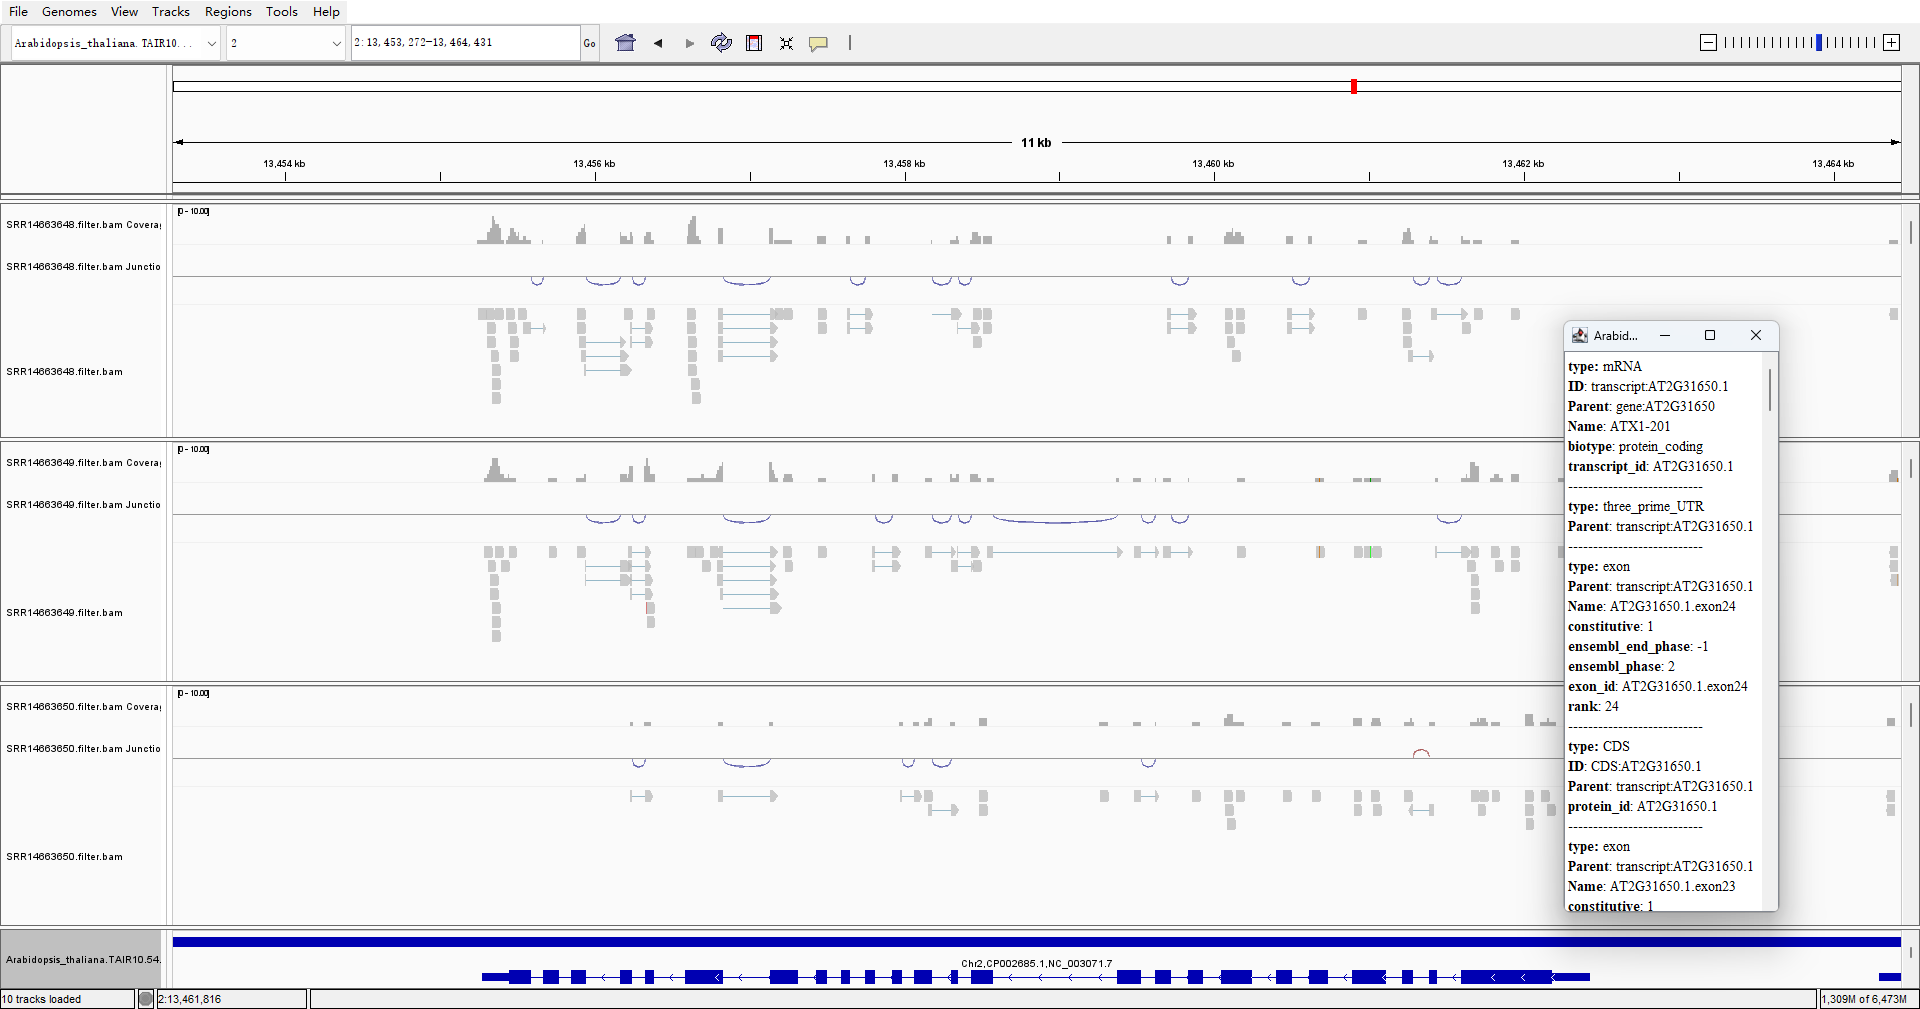 File Genomes View Tracks Regions Tools Help
Arabidopsis_thaliana.TAIR10... 2 2:13,453,272-13,464,431 Go
11 kb
13,454 kb 13,456 kb 13,458 kb 13,460 kb 13,462 kb 13,464 kb
[0 - 10.00]
SRR14663648.filter.bam Coverag
SRR14663648.filter.bam Junctio
SRR14663648.filter.bam
[0 - 10.00]
SRR14663649.filter.bam Coverag
SRR14663649.filter.bam Junctio
SRR14663649.filter.bam
[0 - 10.00]
SRR14663650.filter.bam Coverag
SRR14663650.filter.bam Junctio
SRR14663650.filter.bam
Arabid...
type: mRNA
ID: transcript:AT2G31650.1
Parent: gene:AT2G31650
Name: ATX1-201
biotype: protein_coding
transcript_id: AT2G31650.1
---------------------------
type: three_prime_UTR
Parent: transcript:AT2G31650.1
---------------------------
type: exon
Parent: transcript:AT2G31650.1
Name: AT2G31650.1.exon24
constitutive: 1
ensembl_end_phase: -1
ensembl_phase: 2
exon_id: AT2G31650.1.exon24
rank: 24
---------------------------
type: CDS
ID: CDS:AT2G31650.1
Parent: transcript:AT2G31650.1
protein_id: AT2G31650.1
---------------------------
type: exon
Parent: transcript:AT2G31650.1
Name: AT2G31650.1.exon23
constitutive: 1
Arabidopsis_thaliana.TAIR10.54.
Chr2,CP002685.1,NC_003071.7
10 tracks loaded 2:13,461,816 1,309M of 6,473M